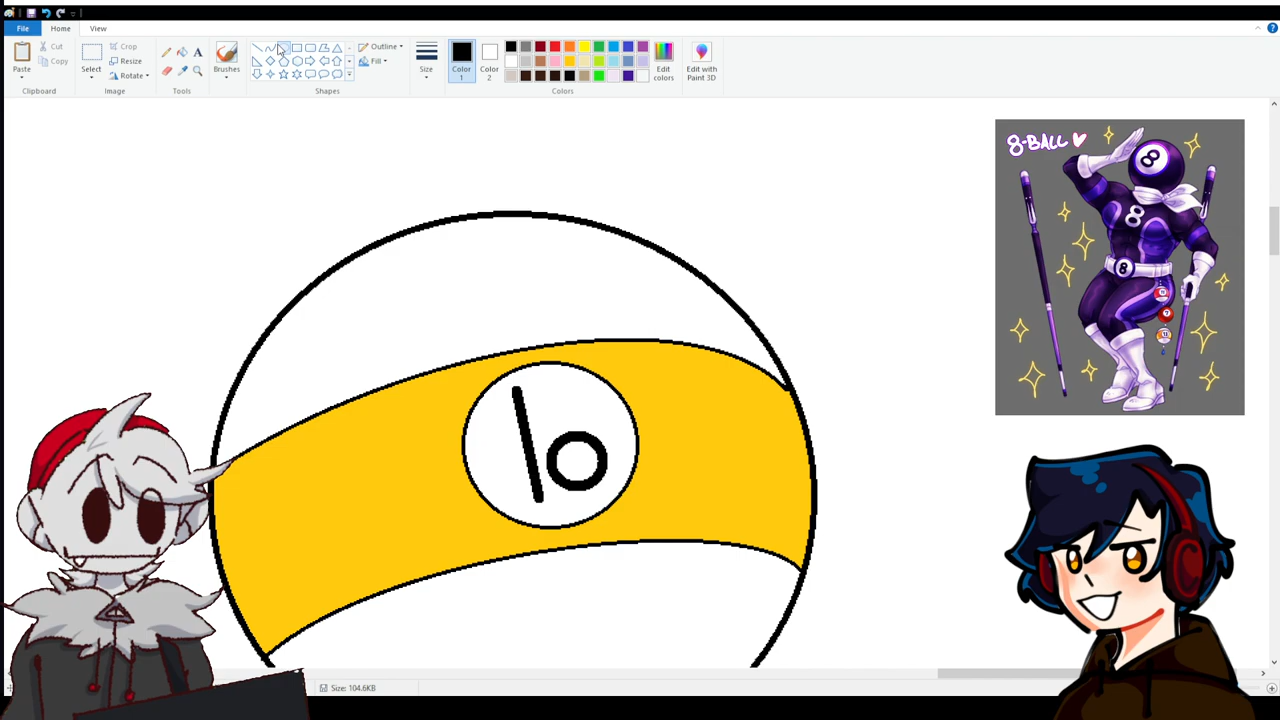 File
Home
View
Paste
Cut
Copy
Clipboard
Select
Crop
Resize
Rotate
Image
A
Tools
Brushes
Outline
Fill
Shapes
Size
Color
1
Color
2
Edit
colors
Colors
Edit with
Paint 3D
8-BALL
8
8
8
10
Size: 104.6KB